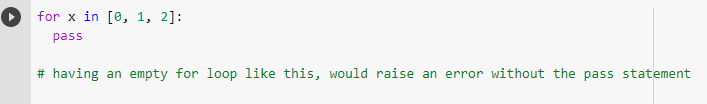 for x in [0, 1, 2]:
  pass
# having an empty for loop like this, would raise an error without the pass statement